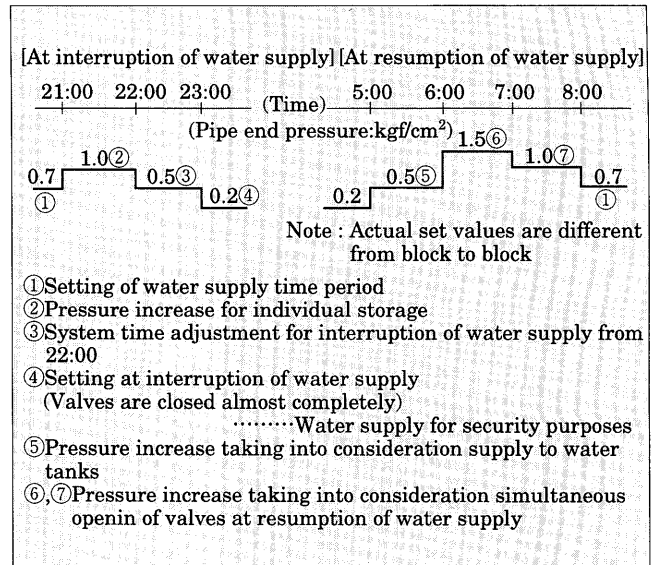 [At interruption of water supply] [At resumption of water supply]
21:00 22:00 23:00 (Time) 5:00 6:00 7:00 8:00
(Pipe end pressure:kgf/cm²)
0.7 ① 1.0② 0.5③ 0.2④ 0.2 0.5⑤ 1.5⑥ 1.0⑦ 0.7 ①
Note : Actual set values are different
from block to block
①Setting of water supply time period
②Pressure increase for individual storage
③System time adjustment for interruption of water supply from
22:00
④Setting at interruption of water supply
(Valves are closed almost completely)
·········Water supply for security purposes
⑤Pressure increase taking into consideration supply to water
tanks
⑥,⑦Pressure increase taking into consideration simultaneous
openin of valves at resumption of water supply